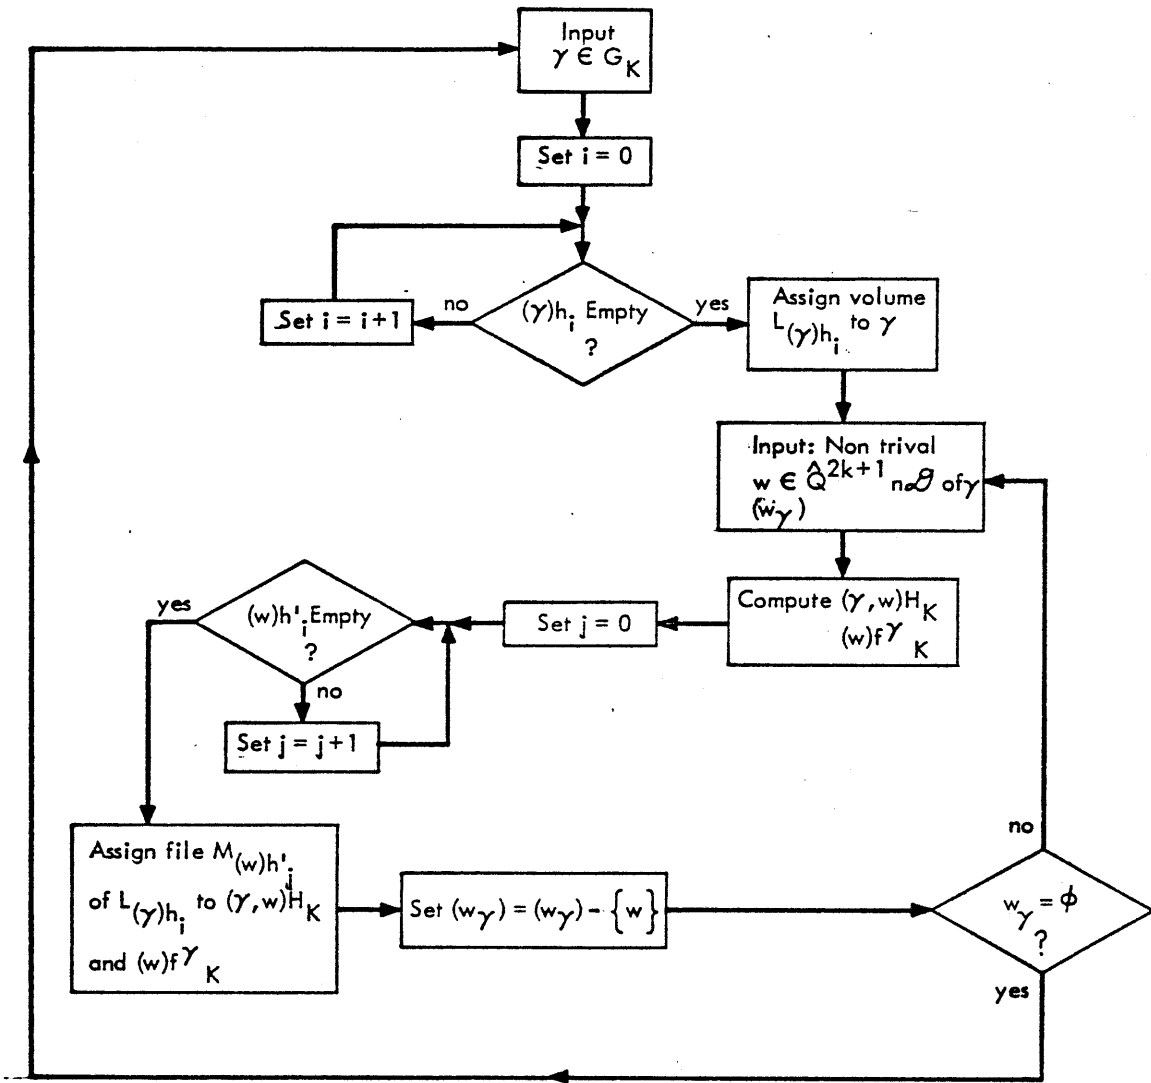 Input
γ ∈ G_K
Set i = 0
(γ)h_i Empty
?
no
yes
Set i = i+1
Assign volume
L_(γ)h_i to γ
Input: Non trival
w ∈ Q̂^2k+1 n𝒟 of γ
(w_γ)
Compute (γ, w)H_K
(w)f^γ_K
Set j = 0
(w)h'_i Empty
?
yes
no
Set j = j+1
Assign file M_(w)h'_j
of L_(γ)h_i to (γ, w)H_K
and (w)f^γ_K
Set (w_γ) = (w_γ) - {w}
w_γ = ϕ
?
no
yes